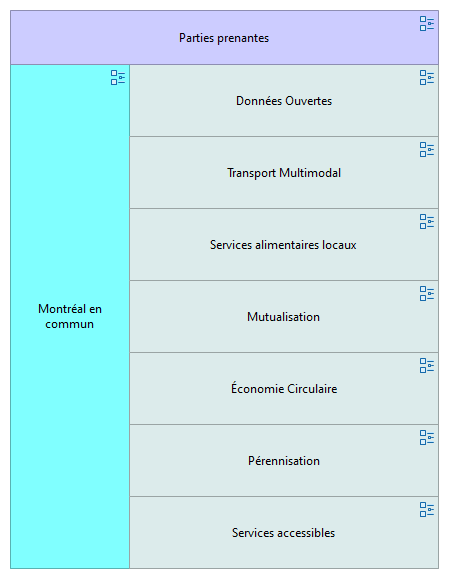 Parties prenantes
Données Ouvertes
Transport Multimodal
Services alimentaires locaux
Montréal en
commun
Mutualisation
Économie Circulaire
Pérennisation
Services accessibles